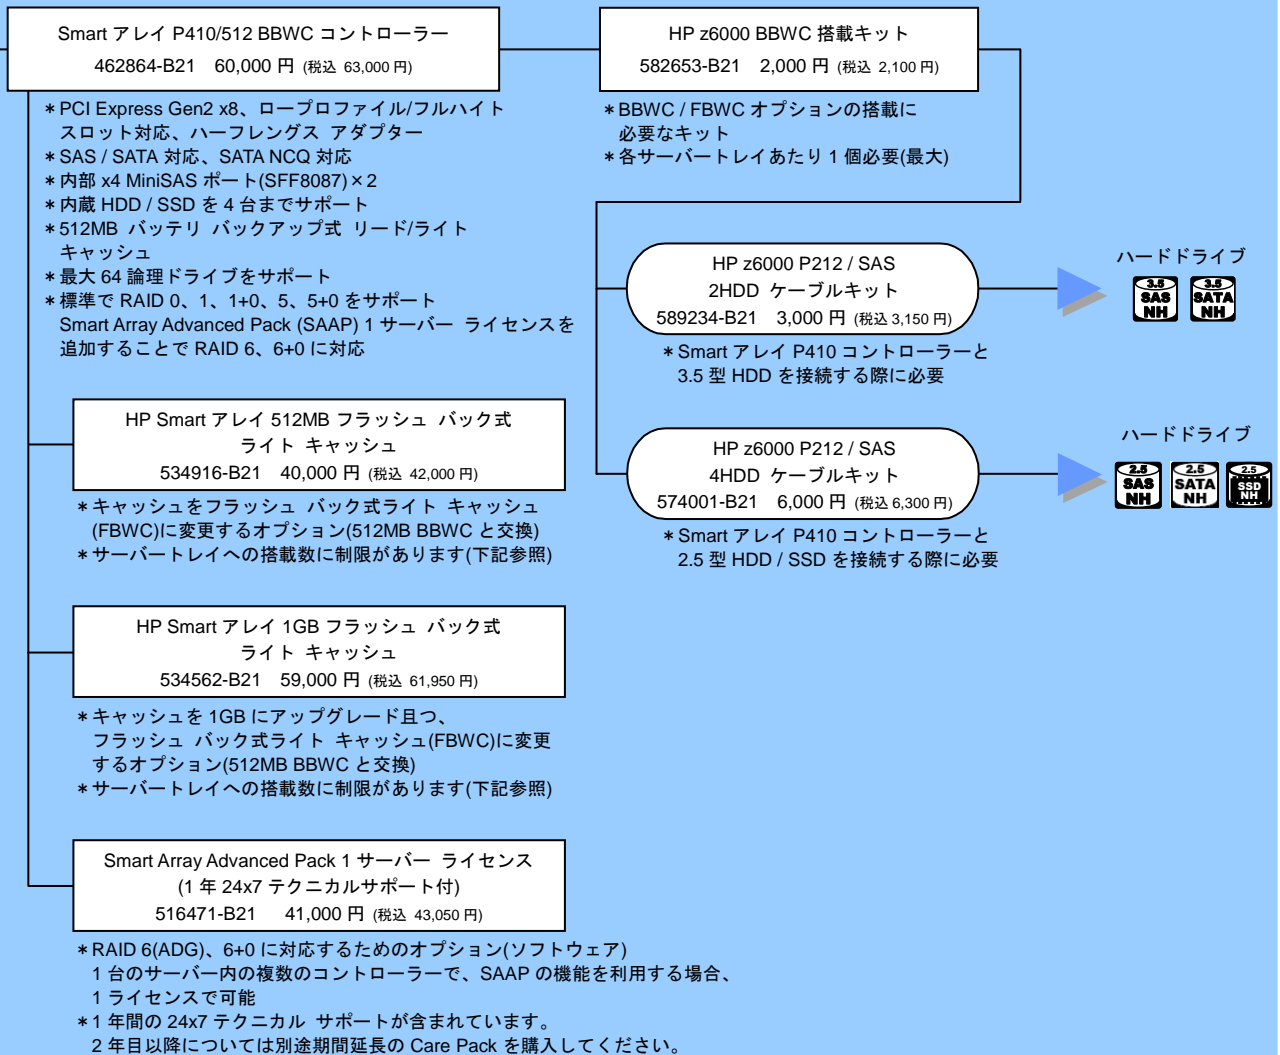 Smart アレイ P410/512 BBWC コントローラー
462864-B21 60,000 円 (税込 63,000 円)
＊PCI Express Gen2 x8、ロープロファイル/フルハイト
スロット対応、ハーフレングス アダプター
＊SAS / SATA 対応、SATA NCQ 対応
＊内部 x4 MiniSAS ポート(SFF8087)×2
＊内蔵 HDD / SSD を 4 台までサポート
＊512MB バッテリ バックアップ式 リード/ライト
キャッシュ
＊最大 64 論理ドライブをサポート
＊標準で RAID 0、1、1+0、5、5+0 をサポート
Smart Array Advanced Pack (SAAP) 1 サーバー ライセンスを
追加することで RAID 6、6+0 に対応
HP Smart アレイ 512MB フラッシュ バック式
ライト キャッシュ
534916-B21 40,000 円 (税込 42,000 円)
＊キャッシュをフラッシュ バック式ライト キャッシュ
(FBWC)に変更するオプション(512MB BBWC と交換)
＊サーバートレイへの搭載数に制限があります(下記参照)
HP Smart アレイ 1GB フラッシュ バック式
ライト キャッシュ
534562-B21 59,000 円 (税込 61,950 円)
＊キャッシュを 1GB にアップグレード且つ、
フラッシュ バック式ライト キャッシュ(FBWC)に変更
するオプション(512MB BBWC と交換)
＊サーバートレイへの搭載数に制限があります(下記参照)
Smart Array Advanced Pack 1 サーバー ライセンス
(1 年 24x7 テクニカルサポート付)
516471-B21 41,000 円 (税込 43,050 円)
＊RAID 6(ADG)、6+0 に対応するためのオプション(ソフトウェア)
1 台のサーバー内の複数のコントローラーで、SAAP の機能を利用する場合、
1 ライセンスで可能
＊1 年間の 24x7 テクニカル サポートが含まれています。
2 年目以降については別途期間延長の Care Pack を購入してください。
HP z6000 BBWC 搭載キット
582653-B21 2,000 円 (税込 2,100 円)
＊BBWC / FBWC オプションの搭載に
必要なキット
＊各サーバートレイあたり 1 個必要(最大)
HP z6000 P212 / SAS
2HDD ケーブルキット
589234-B21 3,000 円 (税込 3,150 円)
＊Smart アレイ P410 コントローラーと
3.5 型 HDD を接続する際に必要
ハードドライブ
3.5 SAS NH
3.5 SATA NH
HP z6000 P212 / SAS
4HDD ケーブルキット
574001-B21 6,000 円 (税込 6,300 円)
＊Smart アレイ P410 コントローラーと
2.5 型 HDD / SSD を接続する際に必要
ハードドライブ
2.5 SAS NH
2.5 SATA NH
2.5 SSD NH